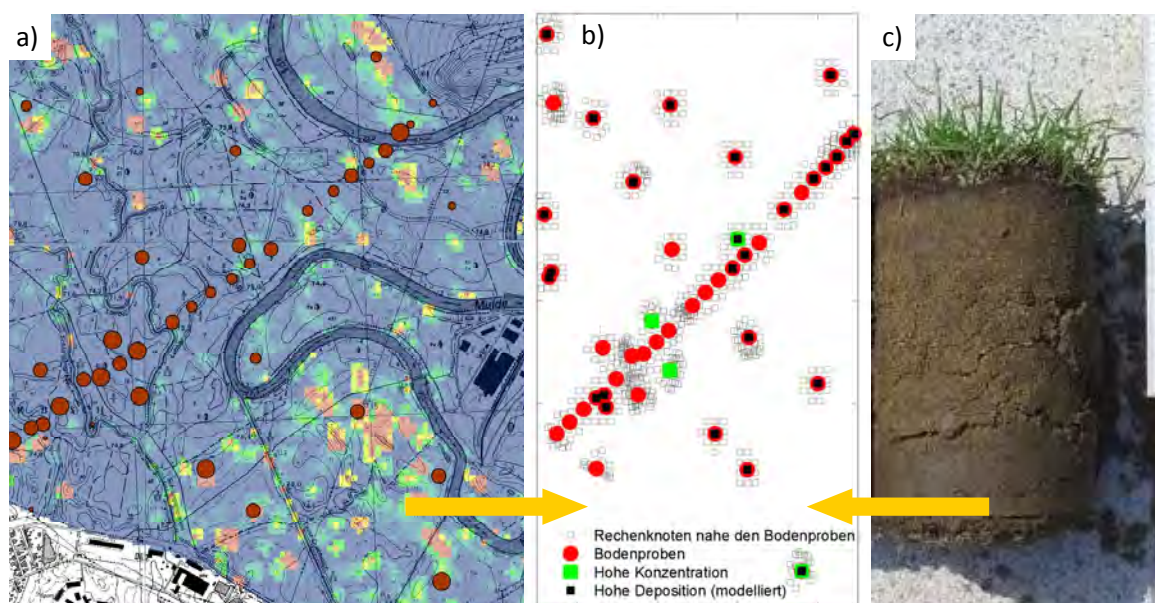 a)
b)
c)
Mulde
Rechenknoten nahe den Bodenproben
Bodenproben
Hohe Konzentration
Hohe Deposition (modelliert)